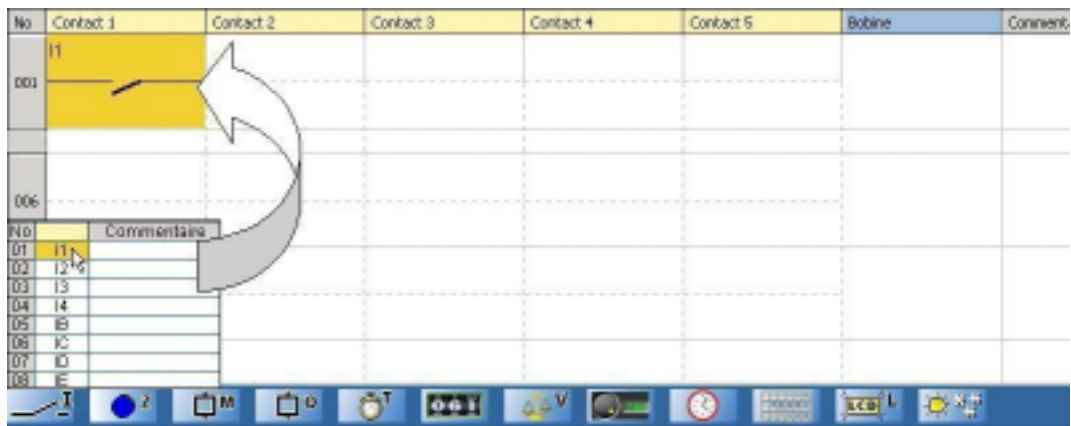 No Contact 1 Contact 2 Contact 3 Contact 4 Contact 5 Bobine Comment
I1
001
006
No Commentaire
01 I1
02 I2
03 I3
04 I4
05 IB
06 IC
07 ID
08 IE
I Z M O T V LCD L